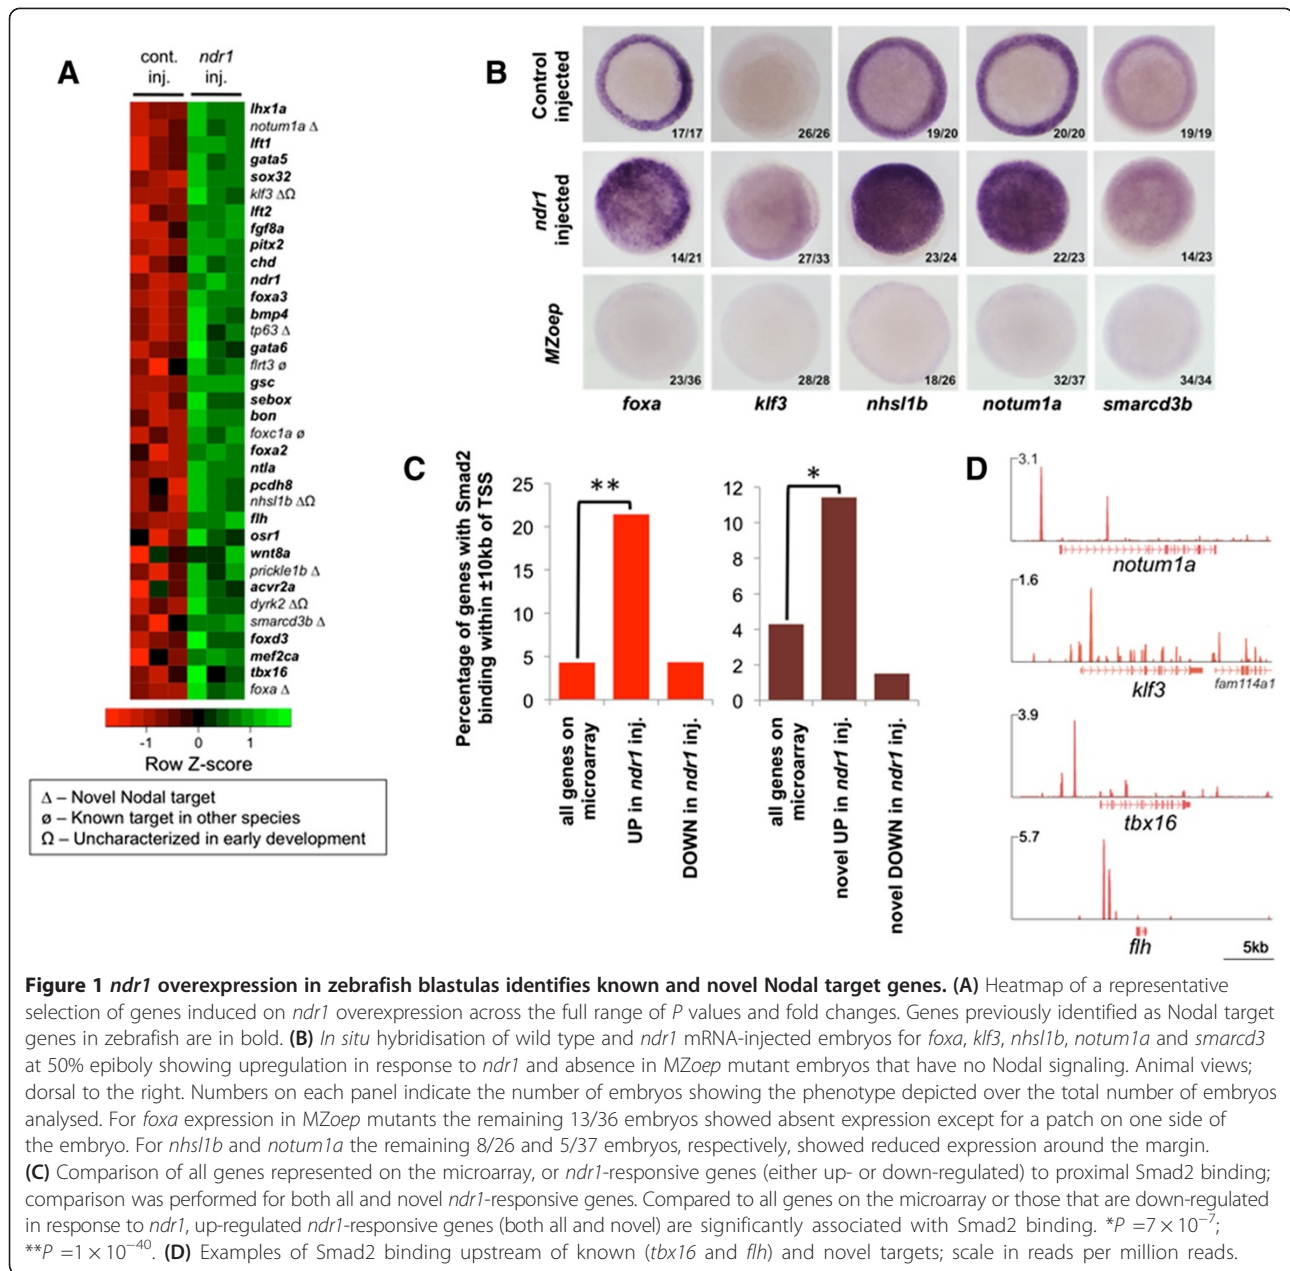 A
cont. inj.
ndr1 inj.
lhx1a
notum1a Δ
lft1
gata5
sox32
klf3 ΔΩ
lft2
fgf8a
pitx2
chd
ndr1
foxa3
bmp4
tp63 Δ
gata6
flrt3 ø
gsc
sebox
bon
foxc1a ø
foxa2
ntla
pcdh8
nhsl1b ΔΩ
flh
osr1
wnt8a
prickle1b Δ
acvr2a
dyrk2 ΔΩ
smarcd3b Δ
foxd3
mef2ca
tbx16
foxa Δ
-1 0 1
Row Z-score
Δ – Novel Nodal target
ø – Known target in other species
Ω – Uncharacterized in early development
B
Control injected
17/17 26/26 19/20 20/20 19/19
ndr1 injected
14/21 27/33 23/24 22/23 14/23
MZoep
23/36 28/28 18/26 32/37 34/34
foxa klf3 nhsl1b notum1a smarcd3b
C
Percentage of genes with Smad2
binding within ±10kb of TSS
25
20
15
10
5
0
**
all genes on
microarray
UP in ndr1 inj.
DOWN in ndr1 inj.
12
10
8
6
4
2
0
*
all genes on
microarray
novel UP in ndr1 inj.
novel DOWN in ndr1 inj.
D
3.1
notum1a
1.6
klf3
fam114a1
3.9
tbx16
5.7
flh
5kb
Figure 1 ndr1 overexpression in zebrafish blastulas identifies known and novel Nodal target genes. (A) Heatmap of a representative
selection of genes induced on ndr1 overexpression across the full range of P values and fold changes. Genes previously identified as Nodal target
genes in zebrafish are in bold. (B) In situ hybridisation of wild type and ndr1 mRNA-injected embryos for foxa, klf3, nhsl1b, notum1a and smarcd3
at 50% epiboly showing upregulation in response to ndr1 and absence in MZoep mutant embryos that have no Nodal signaling. Animal views;
dorsal to the right. Numbers on each panel indicate the number of embryos showing the phenotype depicted over the total number of embryos
analysed. For foxa expression in MZoep mutants the remaining 13/36 embryos showed absent expression except for a patch on one side of
the embryo. For nhsl1b and notum1a the remaining 8/26 and 5/37 embryos, respectively, showed reduced expression around the margin.
(C) Comparison of all genes represented on the microarray, or ndr1-responsive genes (either up- or down-regulated) to proximal Smad2 binding;
comparison was performed for both all and novel ndr1-responsive genes. Compared to all genes on the microarray or those that are down-regulated
in response to ndr1, up-regulated ndr1-responsive genes (both all and novel) are significantly associated with Smad2 binding. *P =7 × 10⁻⁷;
**P =1 × 10⁻⁴⁰. (D) Examples of Smad2 binding upstream of known (tbx16 and flh) and novel targets; scale in reads per million reads.